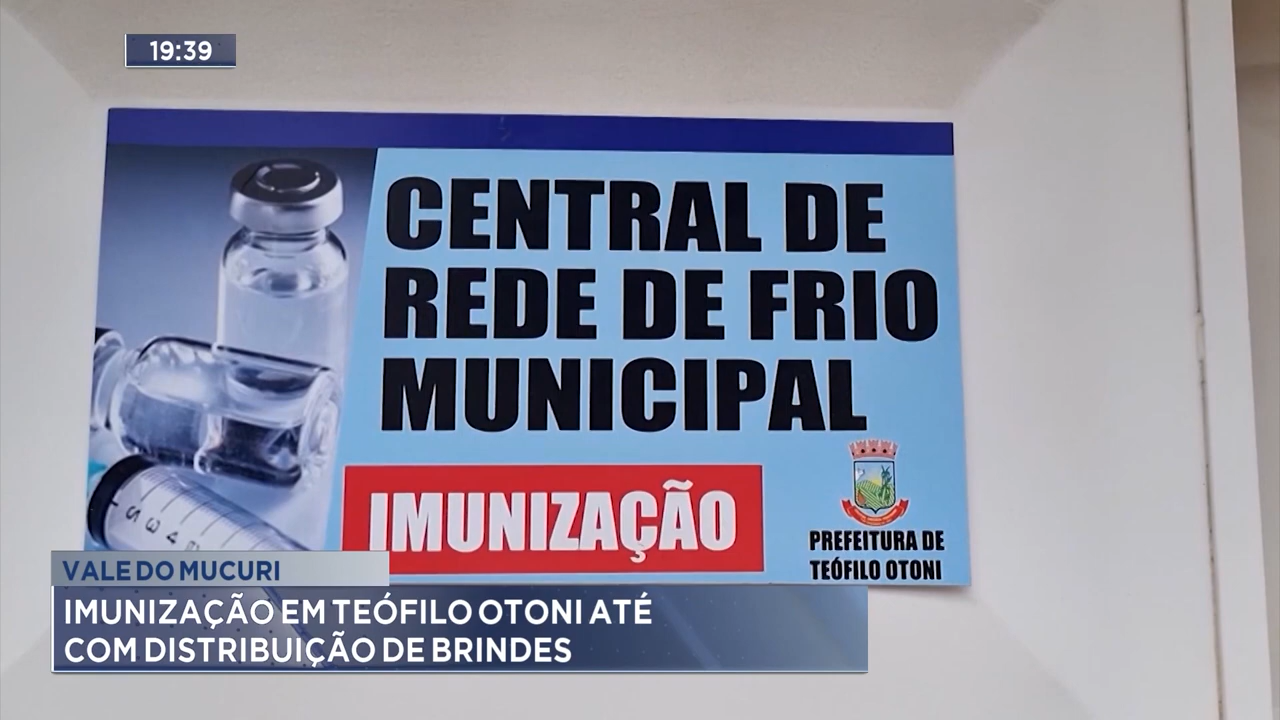 19:39
CENTRAL DE
REDE DE FRIO
MUNICIPAL
IMUNIZAÇÃO
PREFEITURA DE
TEÓFILO OTONI
VALE DO MUCURI
IMUNIZAÇÃO EM TEÓFILO OTONI ATÉ
COM DISTRIBUIÇÃO DE BRINDES